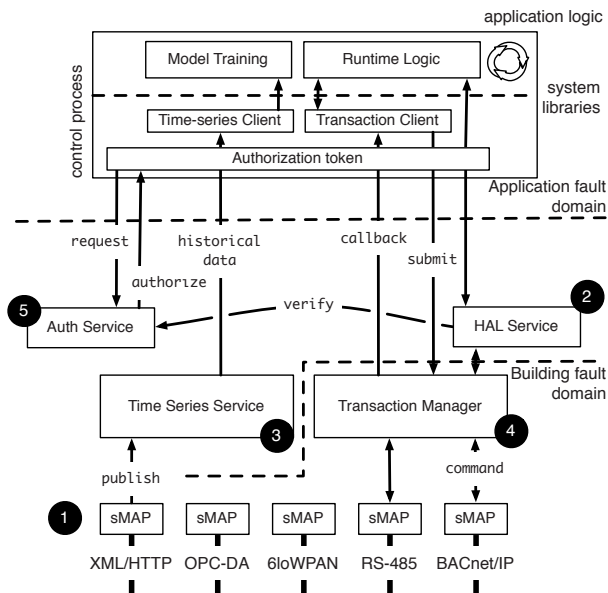 application logic
Model Training
Runtime Logic
system
libraries
control process
Time-series Client
Transaction Client
Authorization token
Application fault
domain
request
historical
data
callback
authorize
submit
5
Auth Service
verify
2
HAL Service
Building fault
domain
Time Series Service
3
Transaction Manager
4
publish
command
1
sMAP
sMAP
sMAP
sMAP
sMAP
XML/HTTP
OPC-DA
6loWPAN
RS-485
BACnet/IP